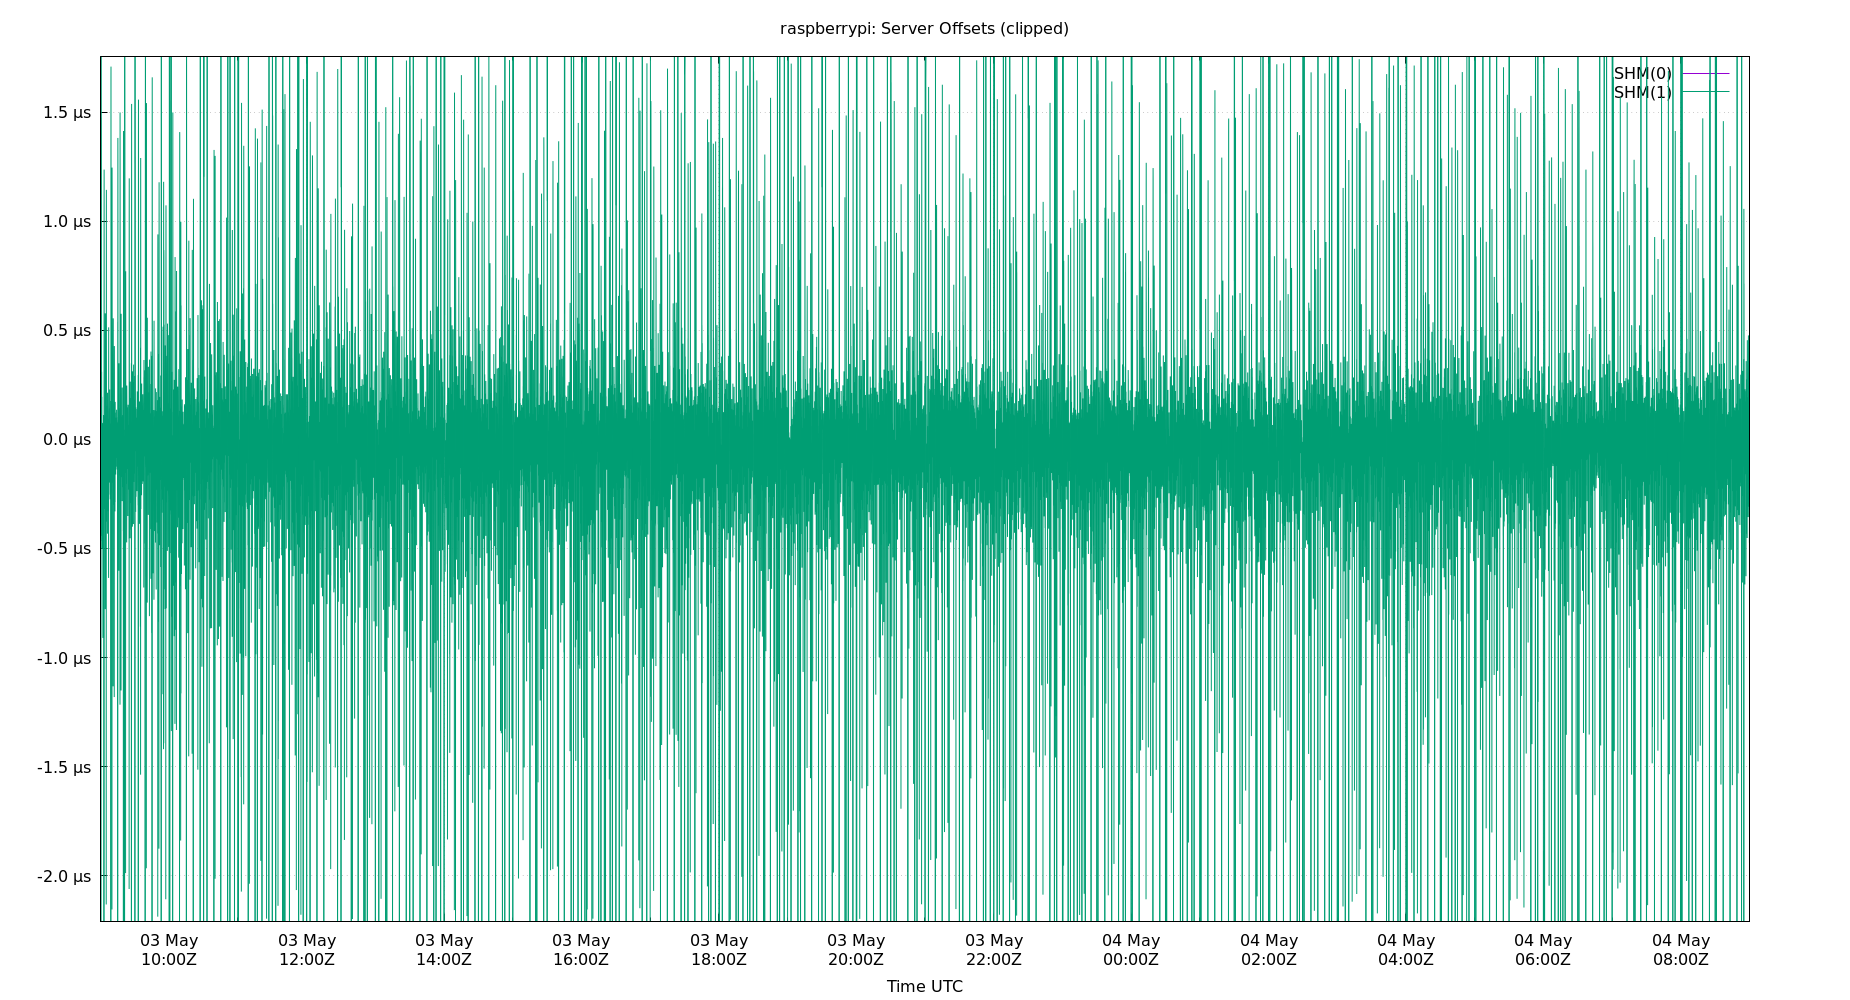 raspberrypi: Server Offsets (clipped)
SHM(0)
SHM(1)
1.5 µs
1.0 µs
0.5 µs
0.0 µs
-0.5 µs
-1.0 µs
-1.5 µs
-2.0 µs
03 May 03 May 03 May 03 May 03 May 03 May 03 May 04 May 04 May 04 May 04 May 04 May
10:00Z 12:00Z 14:00Z 16:00Z 18:00Z 20:00Z 22:00Z 00:00Z 02:00Z 04:00Z 06:00Z 08:00Z
Time UTC